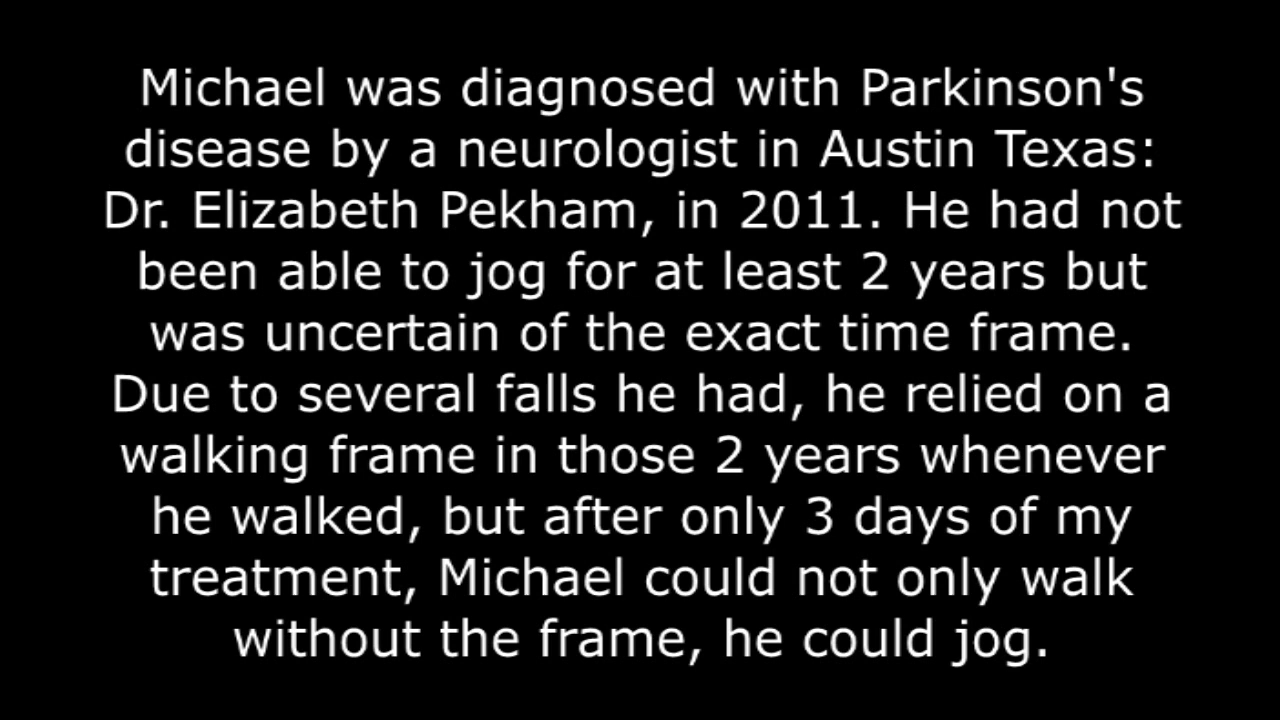 Michael was diagnosed with Parkinson's
disease by a neurologist in Austin Texas:
Dr. Elizabeth Pekham, in 2011. He had not
been able to jog for at least 2 years but
was uncertain of the exact time frame.
Due to several falls he had, he relied on a
walking frame in those 2 years whenever
he walked, but after only 3 days of my
treatment, Michael could not only walk
without the frame, he could jog.